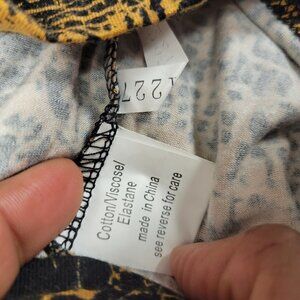 1227
Cotton/Viscose/
Elastane
made in China
see reverse for care